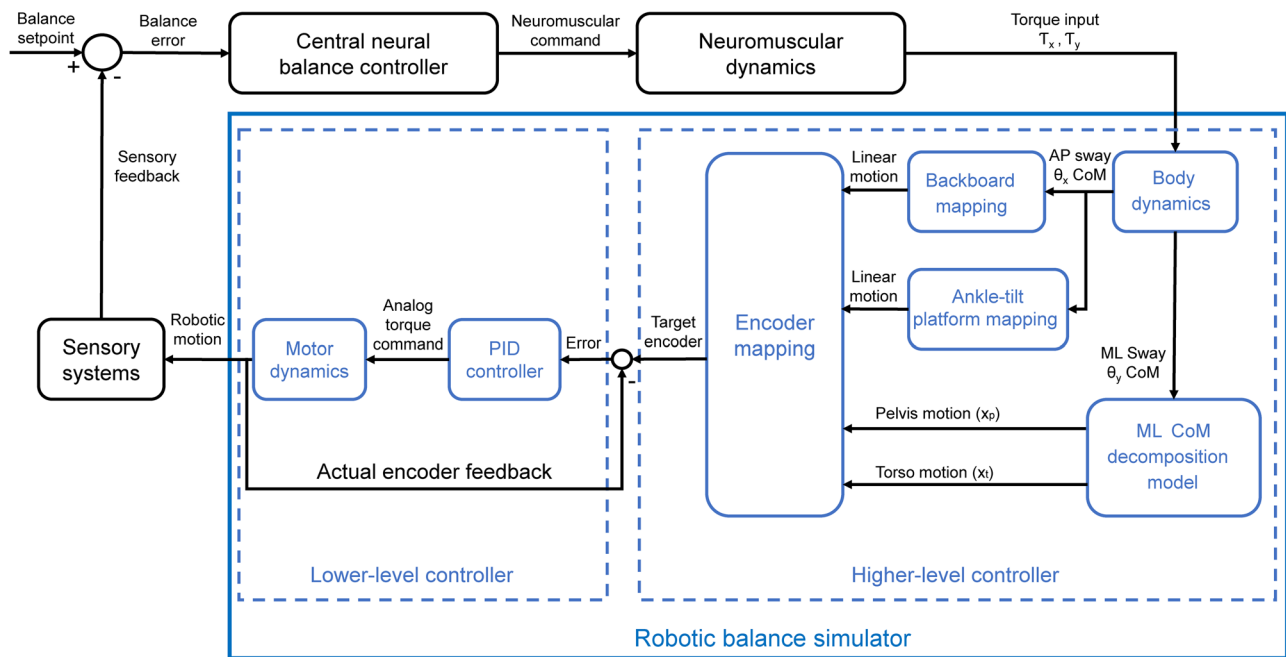 Balance
setpoint
+
-
Balance
error
Central neural
balance controller
Neuromuscular
command
Neuromuscular
dynamics
Torque input
Tx , Ty
Sensory
feedback
Linear
motion
Backboard
mapping
AP sway
θx CoM
Body
dynamics
Linear
motion
Ankle-tilt
platform mapping
Encoder
mapping
Sensory
systems
Robotic
motion
Motor
dynamics
Analog
torque
command
PID
controller
Error
-
Target
encoder
ML Sway
θy CoM
Pelvis motion (xp)
Torso motion (xt)
ML CoM
decomposition
model
Actual encoder feedback
Lower-level controller
Higher-level controller
Robotic balance simulator